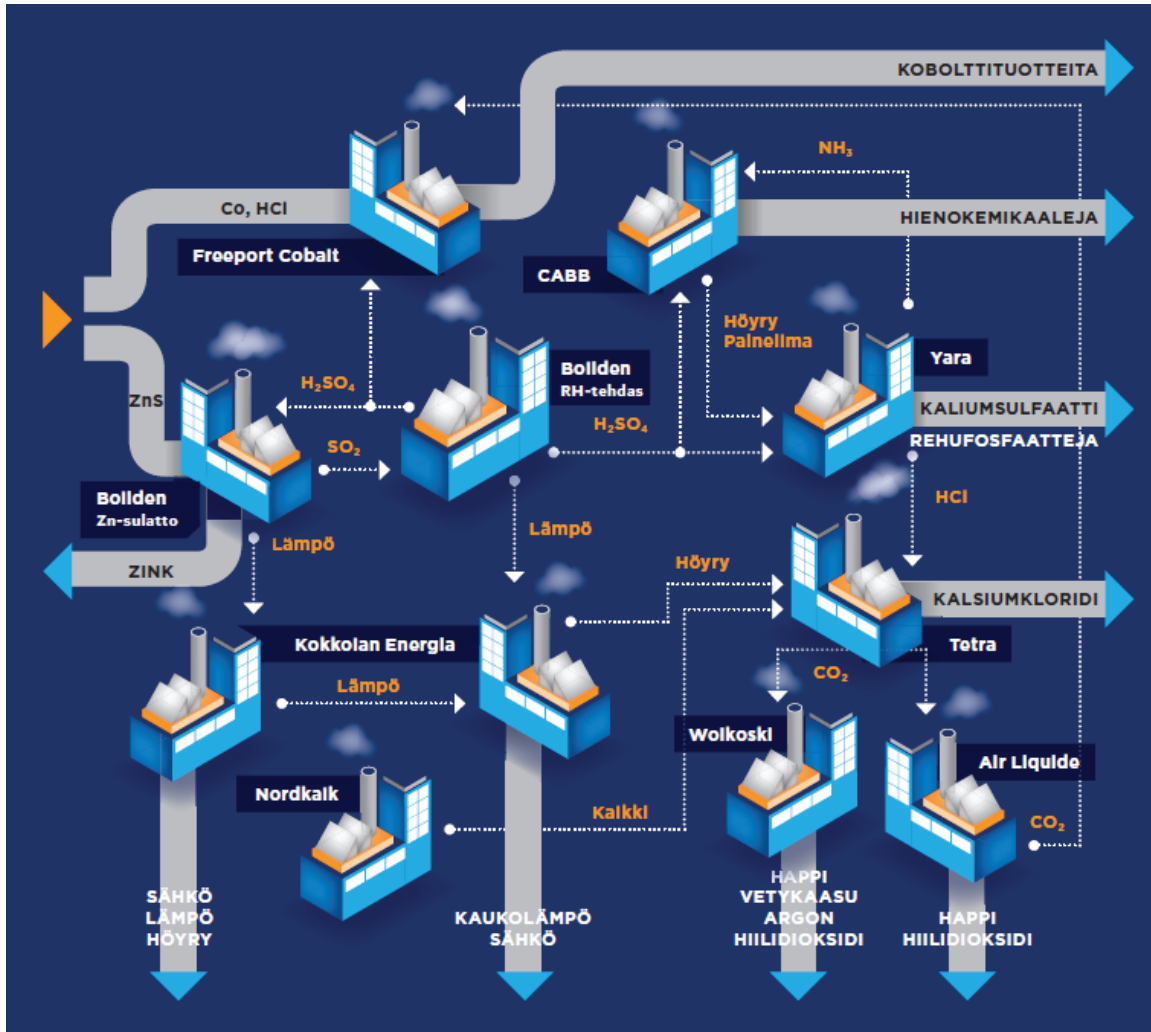 KOBOLTTITUOTTEITA
NH₃
Co, HCl
HIENOKEMIKAALEJA
Freeport Cobalt
CABB
Höyry
Paineilma
Boliden
RH-tehdas
Yara
ZnS
H₂SO₄
KALIUMSULFAATTI
H₂SO₄
REHUFOSFAATTEJA
SO₂
Boliden
Zn-sulatto
HCl
Lämpö
Lämpö
Höyry
ZINK
KALSIUMKLORIDI
Kokkolan Energia
Tetra
CO₂
Lämpö
Woikoski
Air Liquide
Nordkalk
Kalkki
CO₂
SÄHKÖ
LÄMPÖ
HÖYRY
KAUKOLÄMPÖ
SÄHKÖ
HAPPI
VETYKAASU
ARGON
HIILIDIOKSIDI
HAPPI
HIILIDIOKSIDI